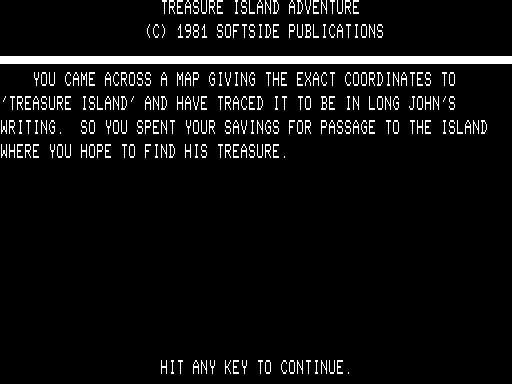 TREASURE ISLAND ADVENTURE
(C) 1981 SOFTSIDE PUBLICATIONS
YOU CAME ACROSS A MAP GIVING THE EXACT COORDINATES TO
'TREASURE ISLAND' AND HAVE TRACED IT TO BE IN LONG JOHN'S
WRITING.  SO YOU SPENT YOUR SAVINGS FOR PASSAGE TO THE ISLAND
WHERE YOU HOPE TO FIND HIS TREASURE.
HIT ANY KEY TO CONTINUE.